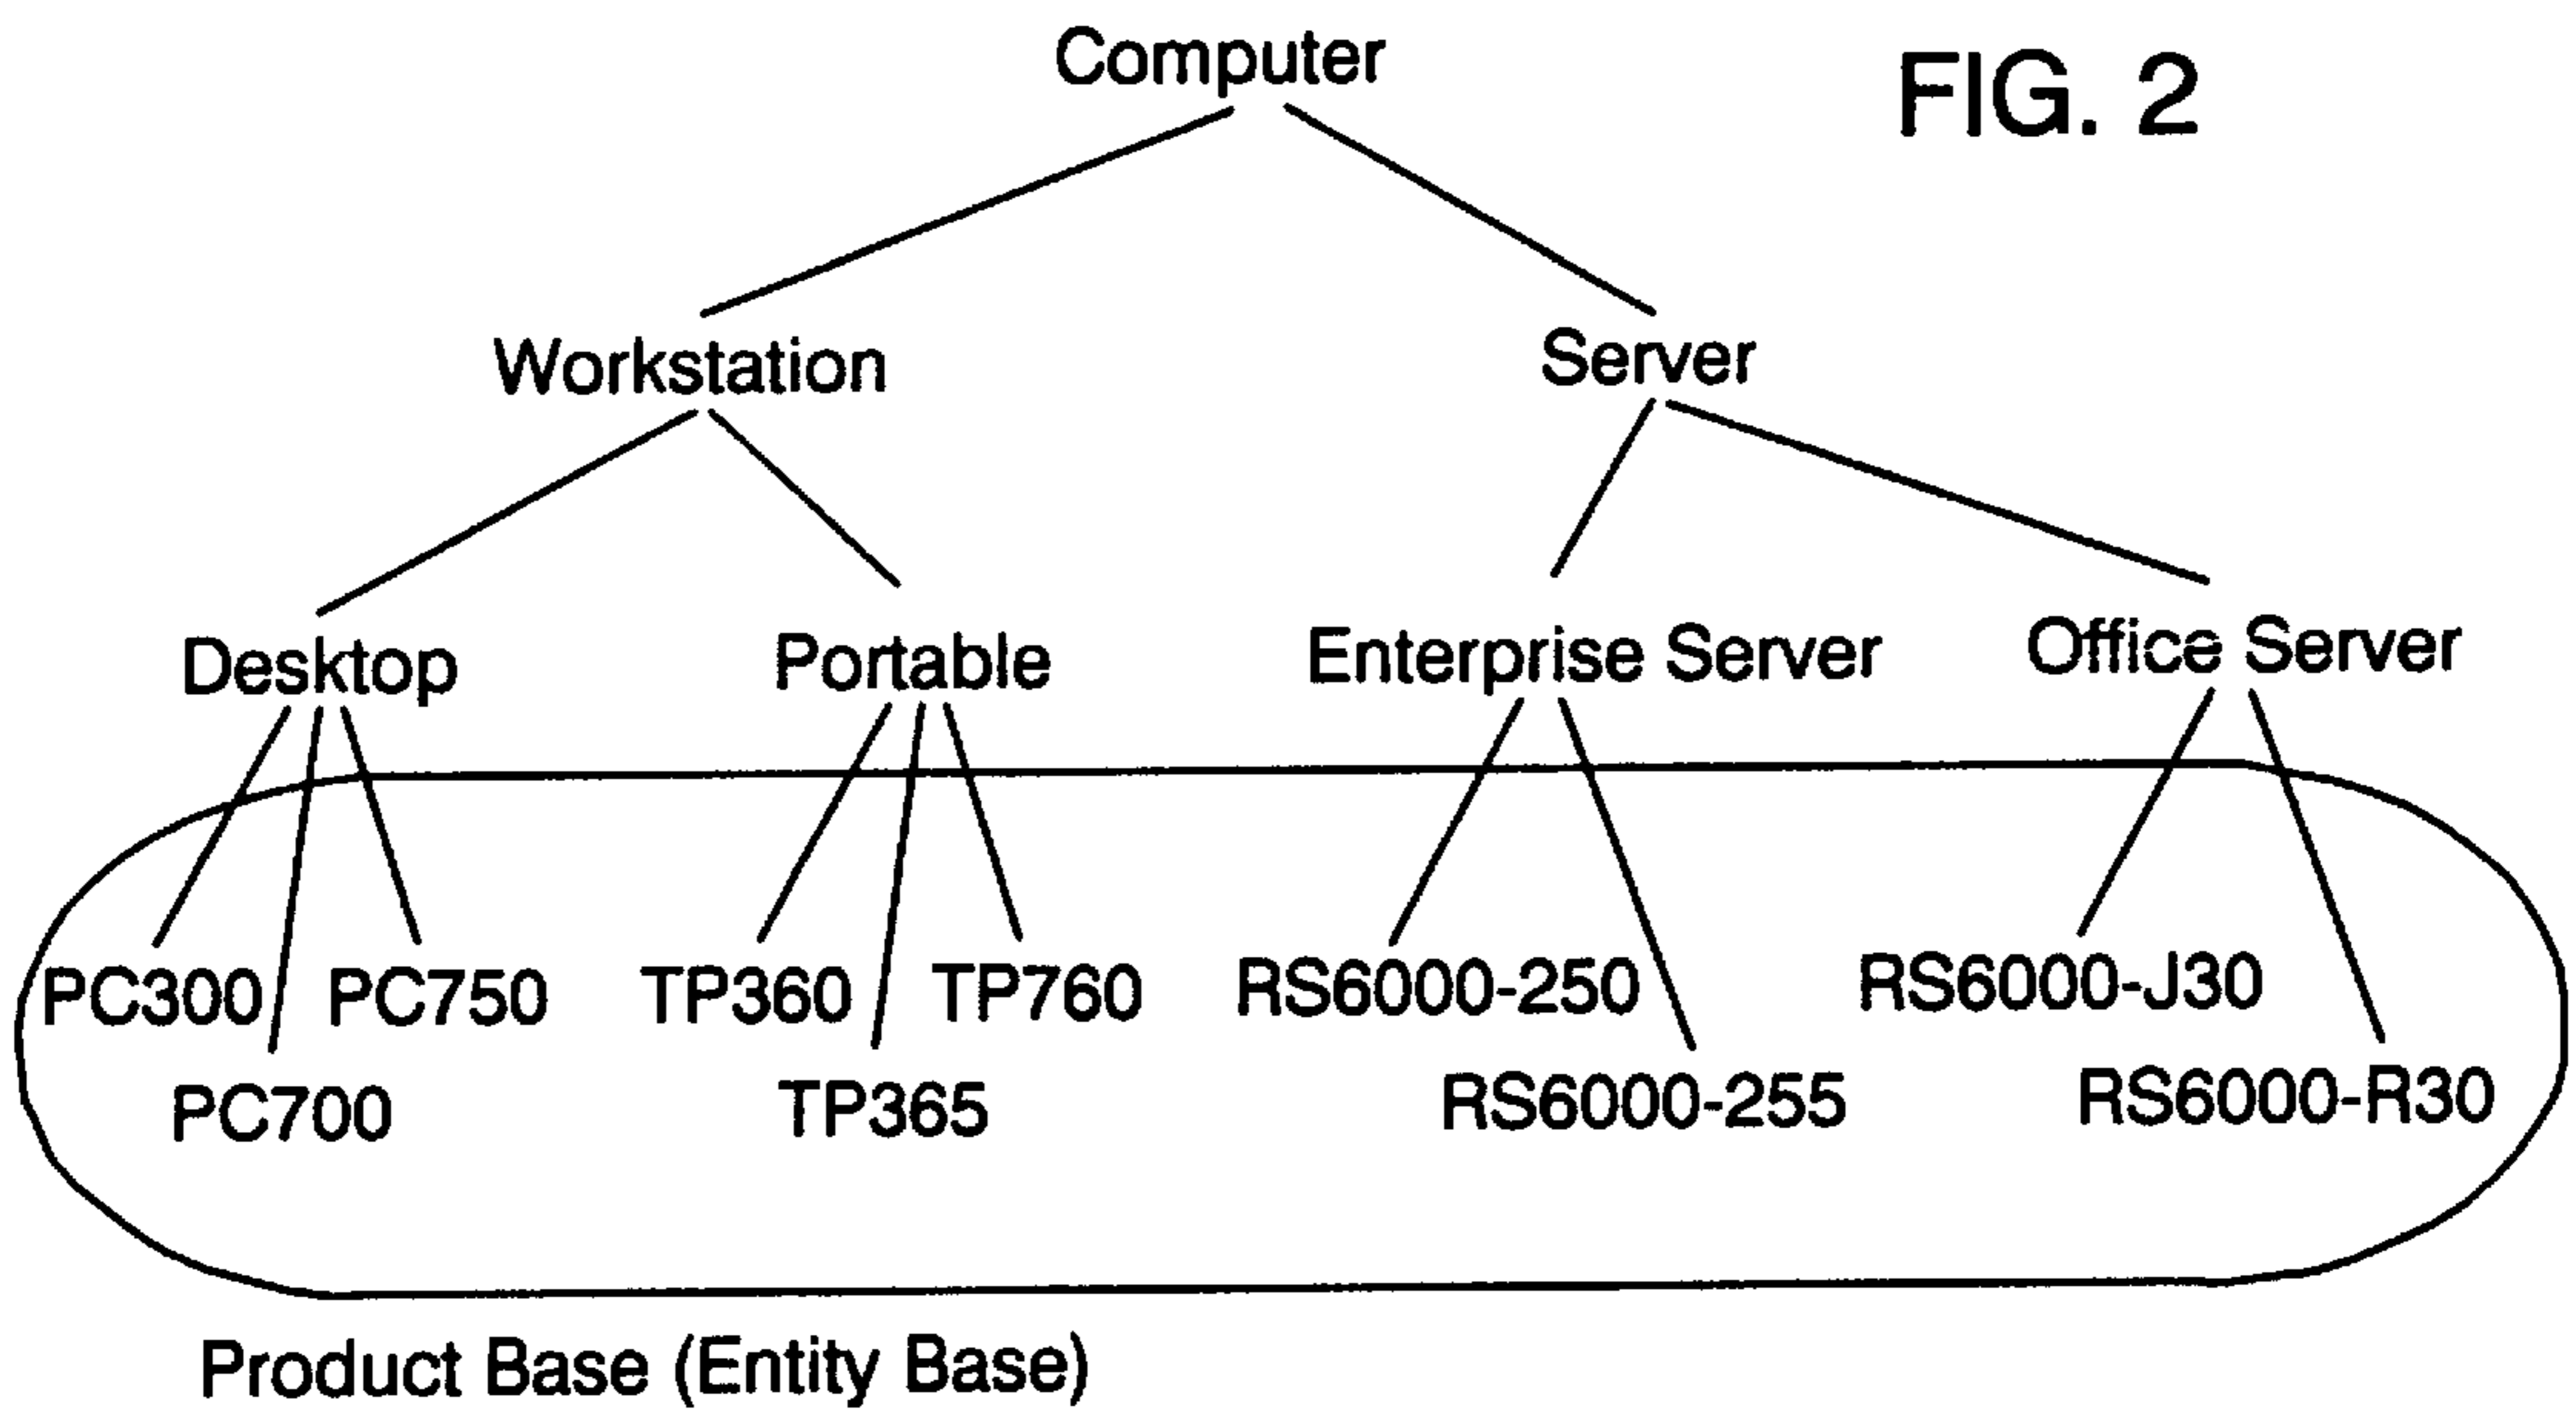 Computer
FIG. 2
Workstation
Server
Desktop
Portable
Enterprise Server
Office Server
PC300
PC750
TP360
TP760
RS6000-250
RS6000-J30
PC700
TP365
RS6000-255
RS6000-R30
Product Base (Entity Base)